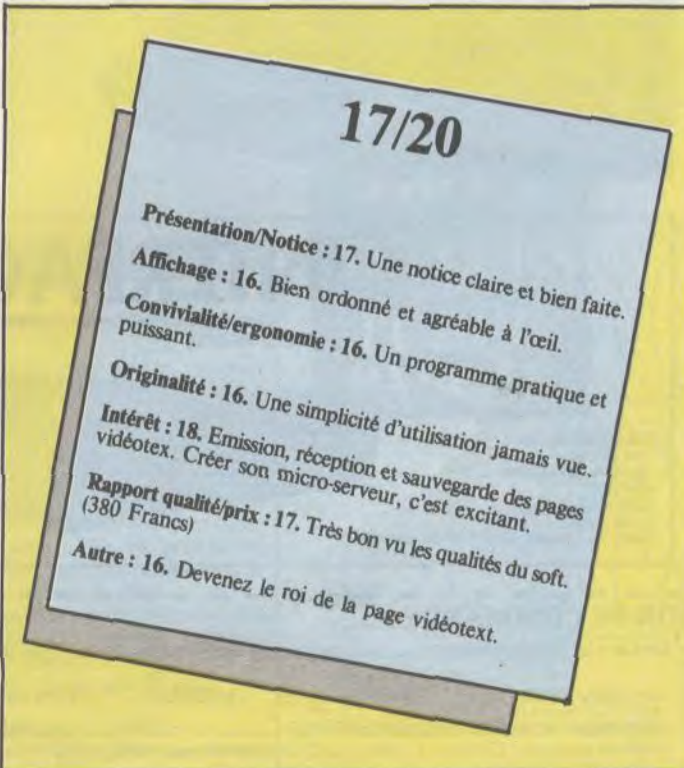 17/20
Présentation/Notice : 17. Une notice claire et bien faite.
Affichage : 16. Bien ordonné et agréable à l'œil.
Convivialité/ergonomie : 16. Un programme pratique et
puissant.
Originalité : 16. Une simplicité d'utilisation jamais vue.
Intérêt : 18. Emission, réception et sauvegarde des pages
vidéotex. Créer son micro-serveur, c'est excitant.
Rapport qualité/prix : 17. Très bon vu les qualités du soft.
(380 Francs)
Autre : 16. Devenez le roi de la page vidéotext.